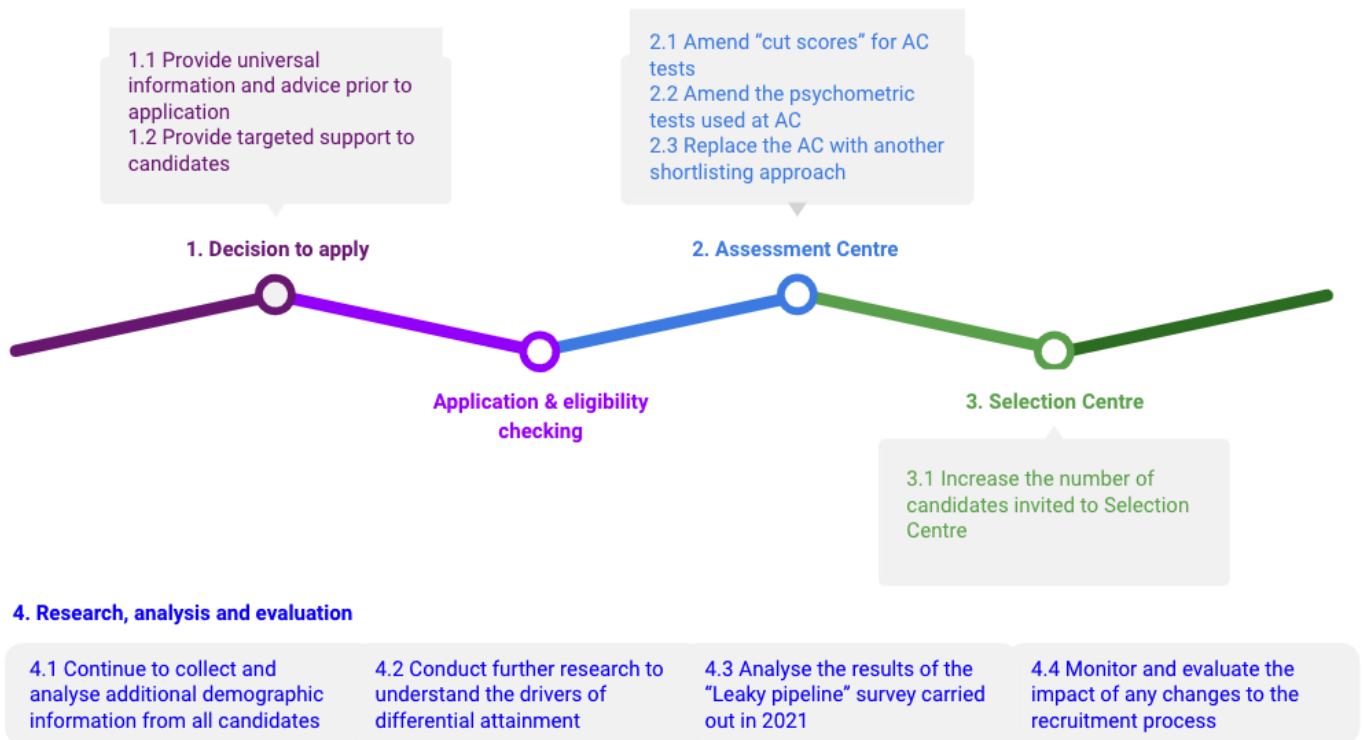 1.1 Provide universal
information and advice prior to
application
1.2 Provide targeted support to
candidates
2.1 Amend “cut scores” for AC
tests
2.2 Amend the psychometric
tests used at AC
2.3 Replace the AC with another
shortlisting approach
1. Decision to apply
2. Assessment Centre
Application & eligibility
checking
3. Selection Centre
3.1 Increase the number of
candidates invited to Selection
Centre
4. Research, analysis and evaluation
4.1 Continue to collect and
analyse additional demographic
information from all candidates
4.2 Conduct further research to
understand the drivers of
differential attainment
4.3 Analyse the results of the
“Leaky pipeline” survey carried
out in 2021
4.4 Monitor and evaluate the
impact of any changes to the
recruitment process